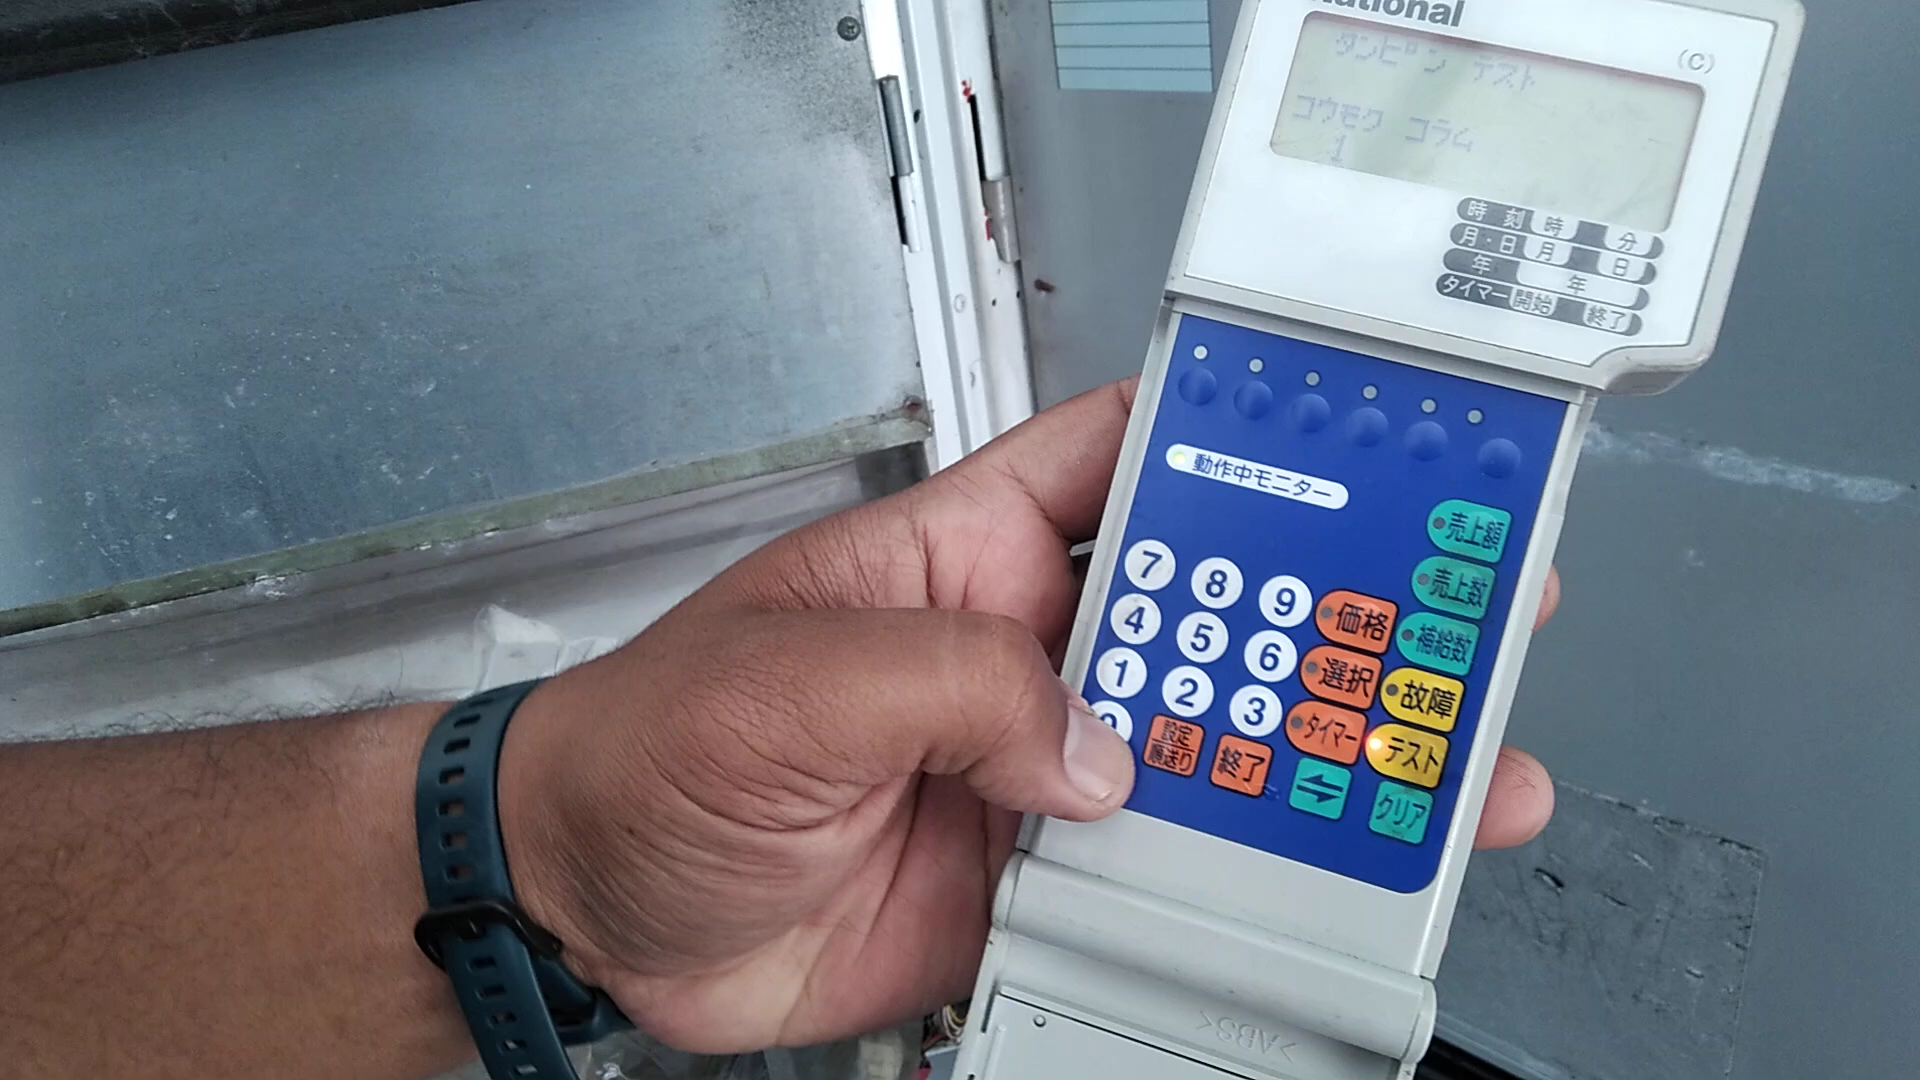 National
(C)
タンピン テスト
コウモク コラム
1
時 刻 時 分
月・日 月 日
年 年
タイマー 開始 終了
動作中モニター
売上額
7 8 9 価格 売上数
4 5 6 選択 補給数
1 2 3 タイマー 故障
0 設定 順送り 終了 テスト
クリア
>ABS<